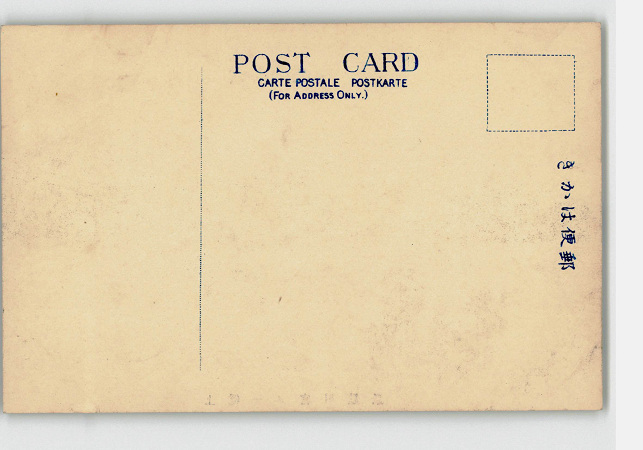 POST CARD
CARTE POSTALE POSTKARTE
(FOR ADDRESS ONLY.)
きかは便郵